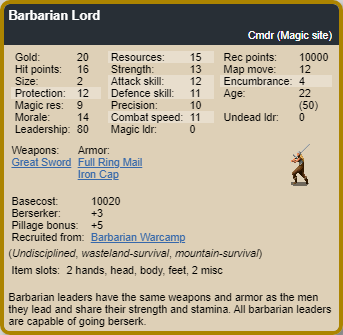 Barbarian Lord
Cmdr (Magic site)
Gold: 20 Resources: 15 Rec points: 10000
Hit points: 16 Strength: 13 Map move: 12
Size: 2 Attack skill: 12 Encumbrance: 4
Protection: 12 Defence skill: 11 Age: 22
Magic res: 9 Precision: 10 (50)
Morale: 14 Combat speed: 11 Undead ldr: 0
Leadership: 80 Magic ldr: 0
Weapons: Armor:
Great Sword Full Ring Mail
Iron Cap
Basecost: 10020
Berserker: +3
Pillage bonus: +5
Recruited from: Barbarian Warcamp
(Undisciplined, wasteland-survival, mountain-survival)
Item slots: 2 hands, head, body, feet, 2 misc
Barbarian leaders have the same weapons and armor as the men
they lead and share their strength and stamina. All barbarian leaders
are capable of going berserk.